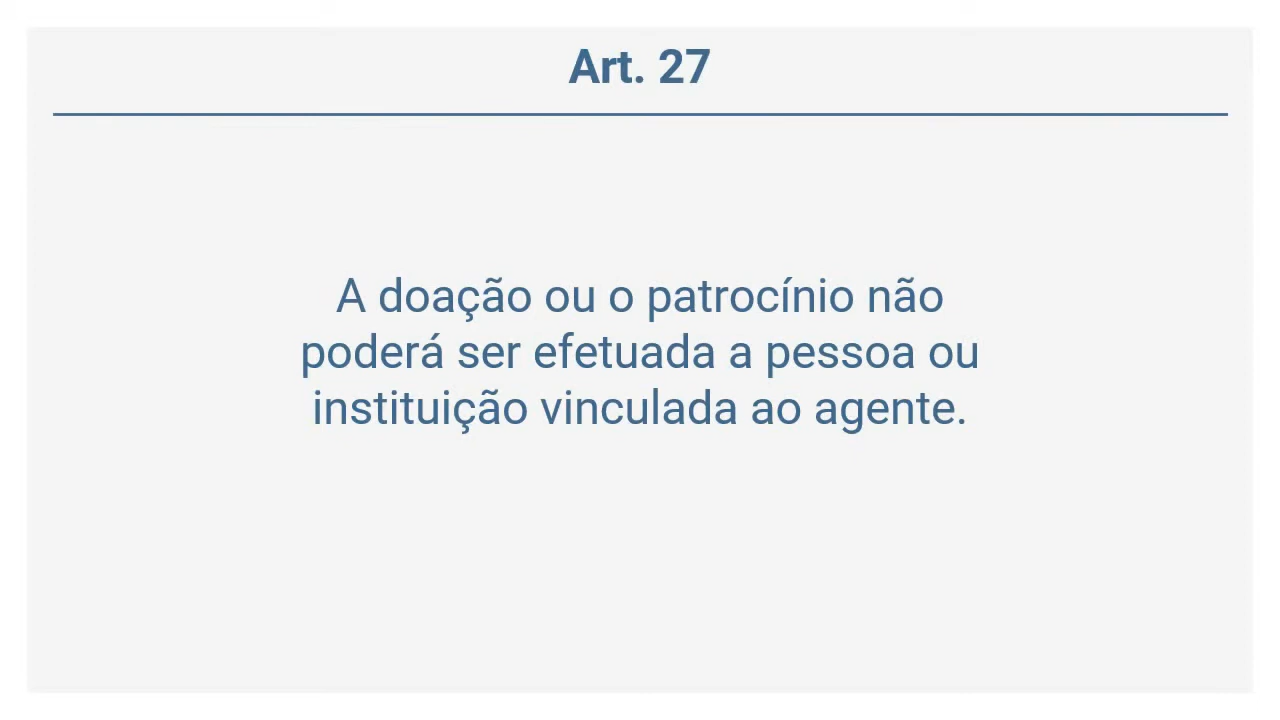 Art. 27
A doação ou o patrocínio não
poderá ser efetuada a pessoa ou
instituição vinculada ao agente.